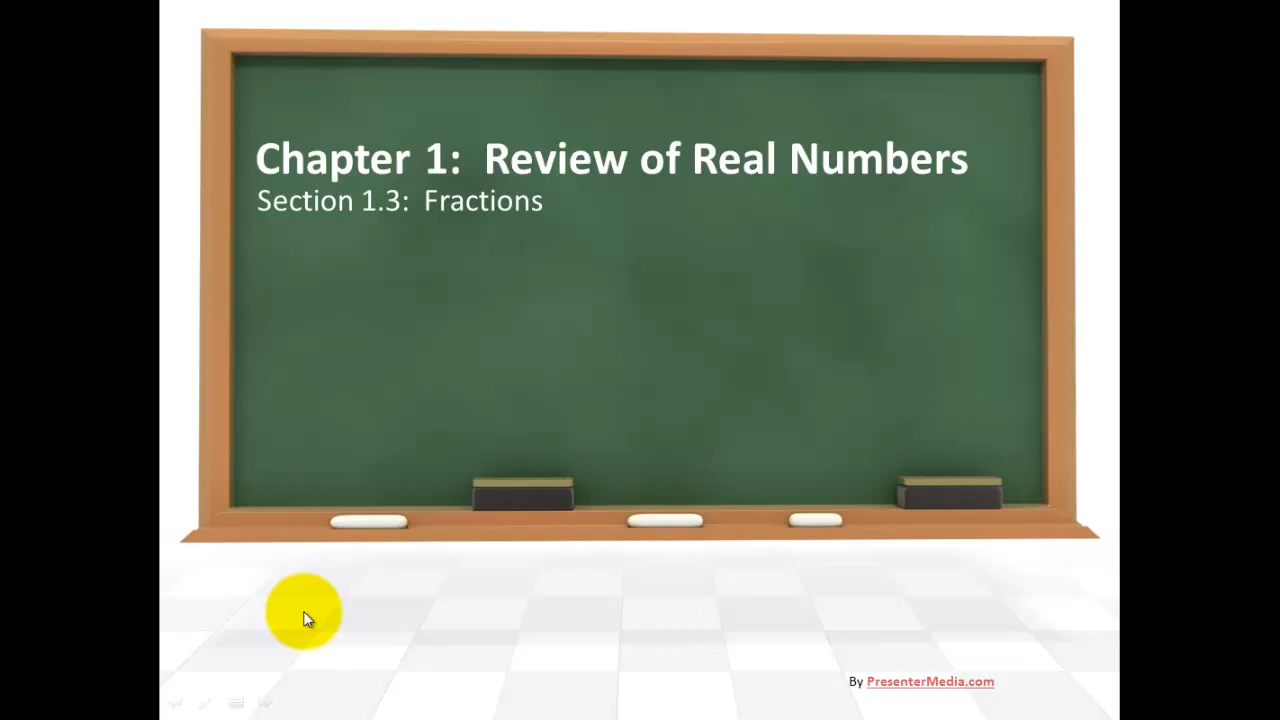 Chapter 1:  Review of Real Numbers
Section 1.3:  Fractions
By PresenterMedia.com